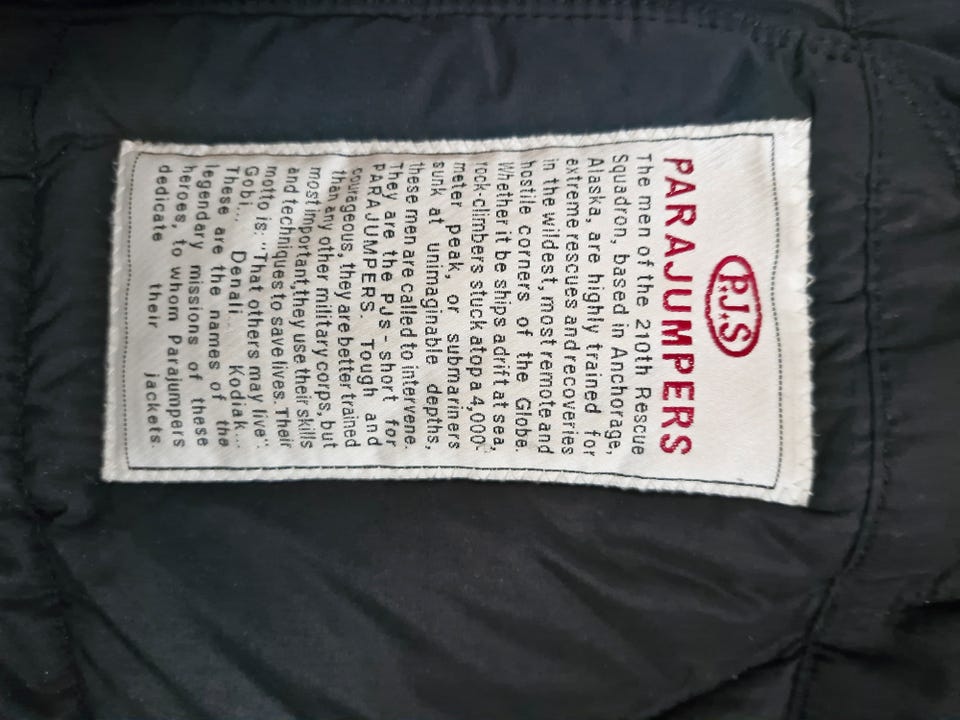 P.J.S
PARAJUMPERS
The men of the 210th Rescue
Squadron, based in Anchorage,
Alaska, are highly trained for
extreme rescues and recoveries
in the wildest, most remote and
hostile corners of the Globe.
Whether it be ships adrift at sea,
rock-climbers stuck atop a 4,000-
meter peak, or submariners
sunk at unimaginable depths,
these men are called to intervene.
They are the PJs - short for
PARAJUMPERS. Tough and
courageous, they are better trained
than any other military corps, but
most important, they use their skills
and techniques to save lives. Their
motto is: "That others may live".
Gobi... Denali Kodiak...
These are the names of the
legendary missions of these
heroes, to whom Parajumpers
dedicate their jackets.